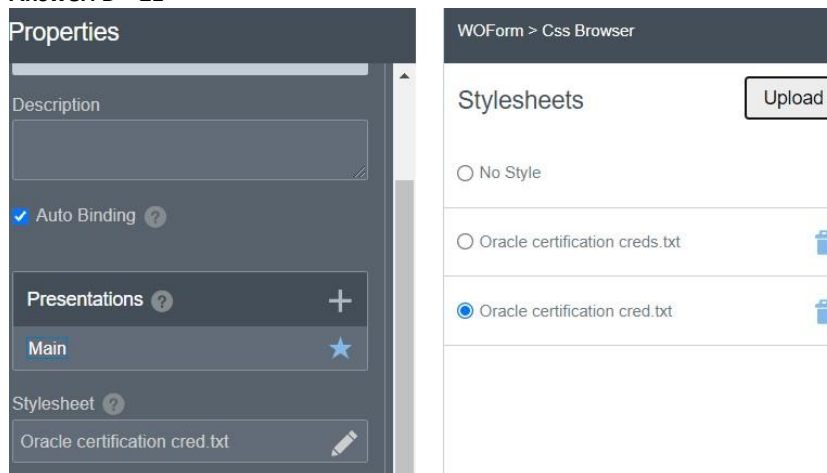 Properties
Description
Auto Binding ?
Presentations ? +
Main
Stylesheet ?
Oracle certification cred.txt
WOForm > Css Browser
Stylesheets
Upload
No Style
Oracle certification creds.txt
Oracle certification cred.txt